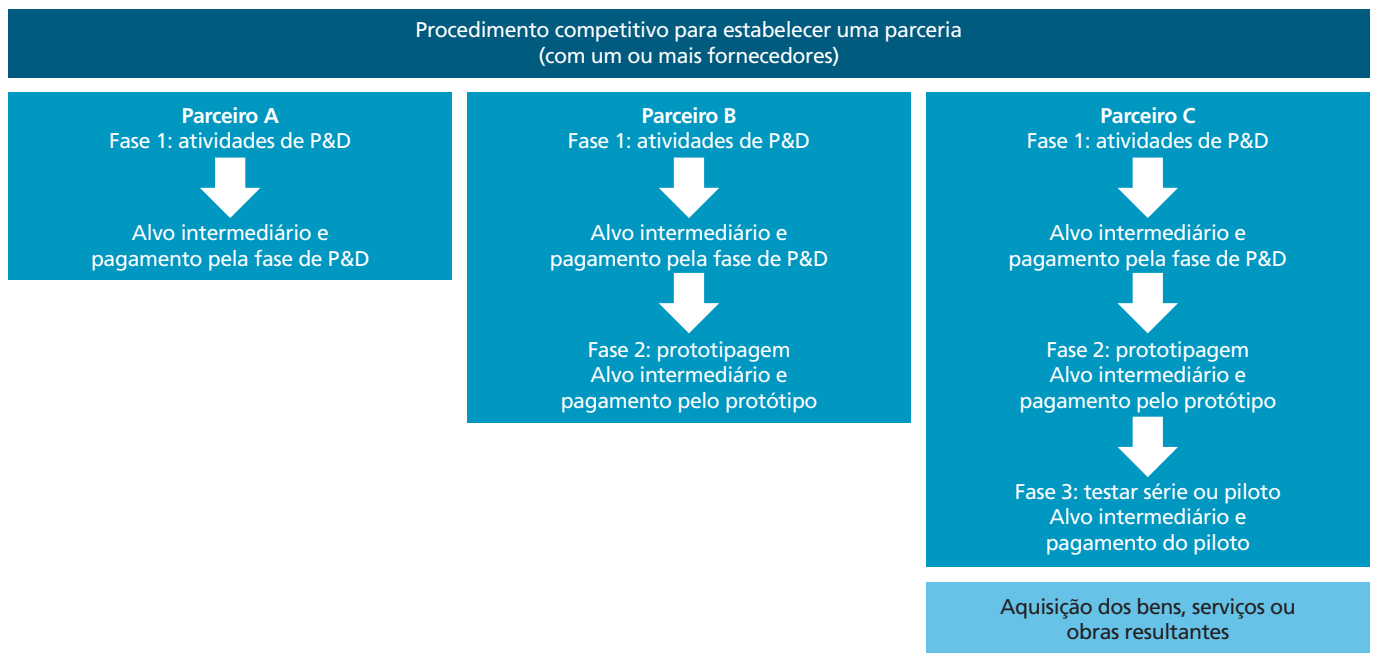 Procedimento competitivo para estabelecer uma parceria
(com um ou mais fornecedores)
Parceiro A
Fase 1: atividades de P&D
Alvo intermediário e
pagamento pela fase de P&D
Parceiro B
Fase 1: atividades de P&D
Alvo intermediário e
pagamento pela fase de P&D
Fase 2: prototipagem
Alvo intermediário e
pagamento pelo protótipo
Parceiro C
Fase 1: atividades de P&D
Alvo intermediário e
pagamento pela fase de P&D
Fase 2: prototipagem
Alvo intermediário e
pagamento pelo protótipo
Fase 3: testar série ou piloto
Alvo intermediário e
pagamento do piloto
Aquisição dos bens, serviços ou
obras resultantes